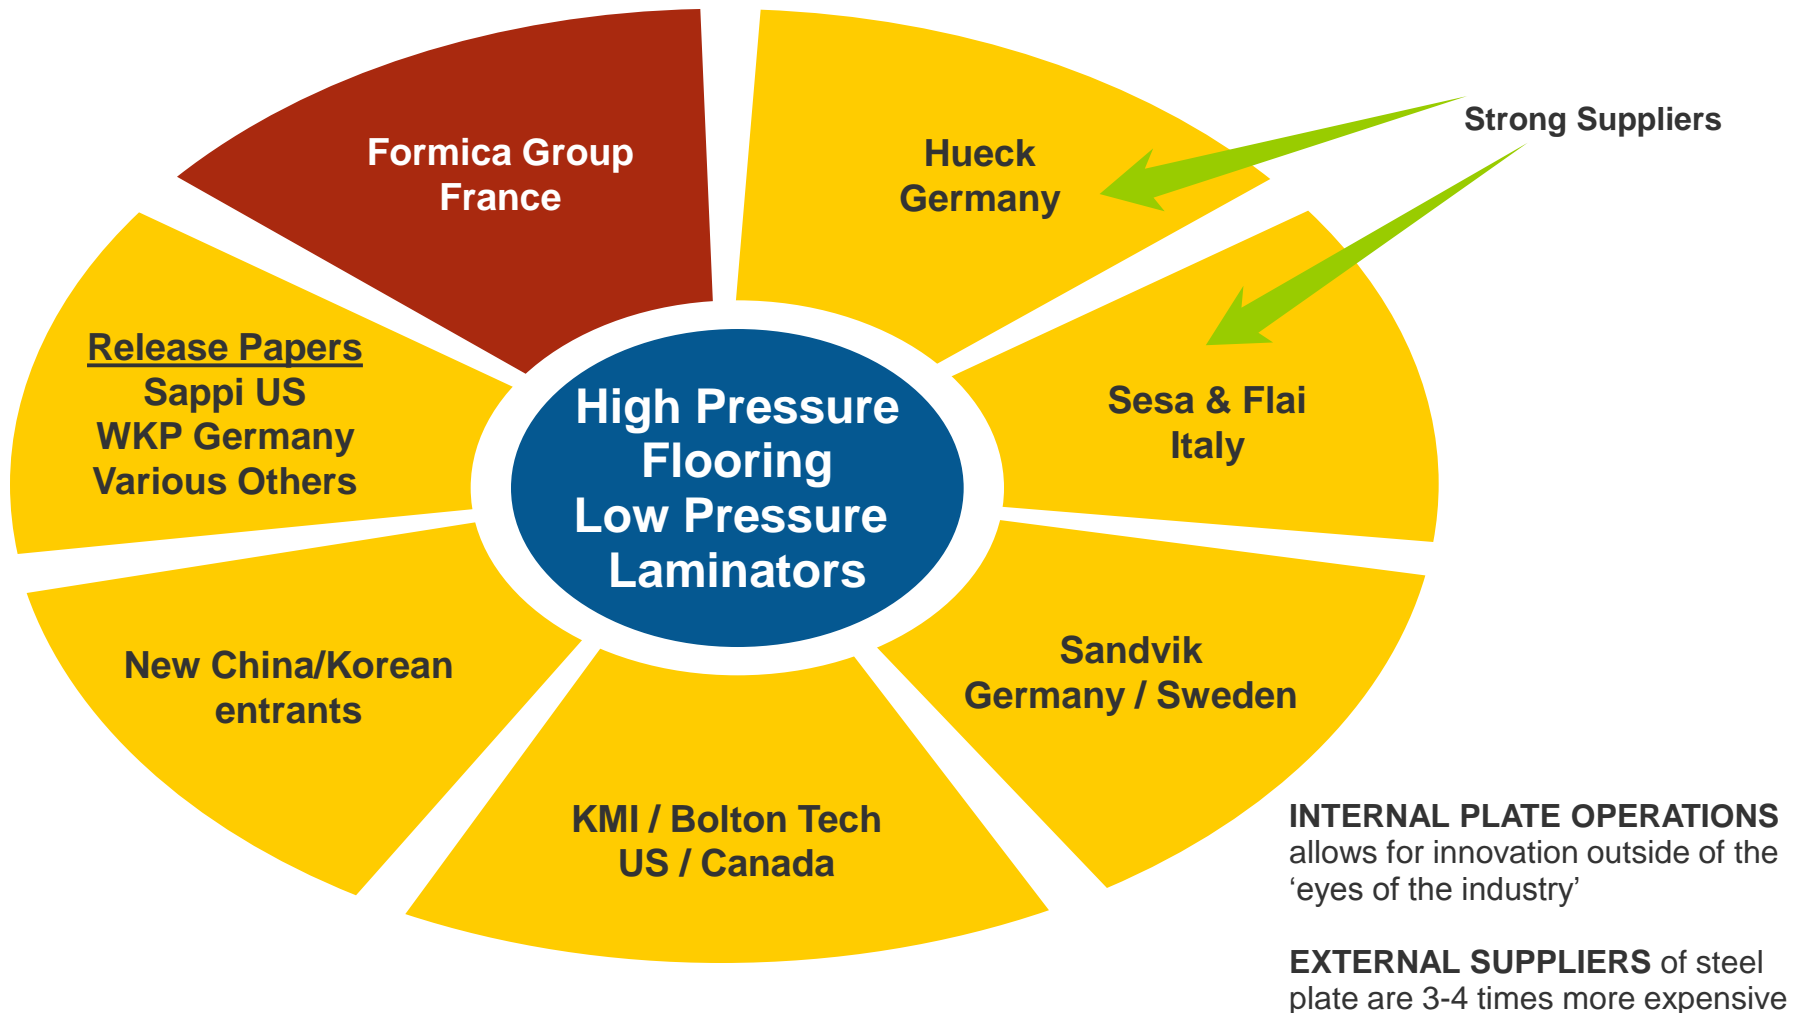 Formica Group
France
Hueck
Germany
Strong Suppliers
Release Papers
Sappi US
WKP Germany
Various Others
High Pressure
Flooring
Low Pressure
Laminators
Sesa & Flai
Italy
New China/Korean
entrants
Sandvik
Germany / Sweden
KMI / Bolton Tech
US / Canada
INTERNAL PLATE OPERATIONS
allows for innovation outside of the
‘eyes of the industry’
EXTERNAL SUPPLIERS of steel
plate are 3-4 times more expensive